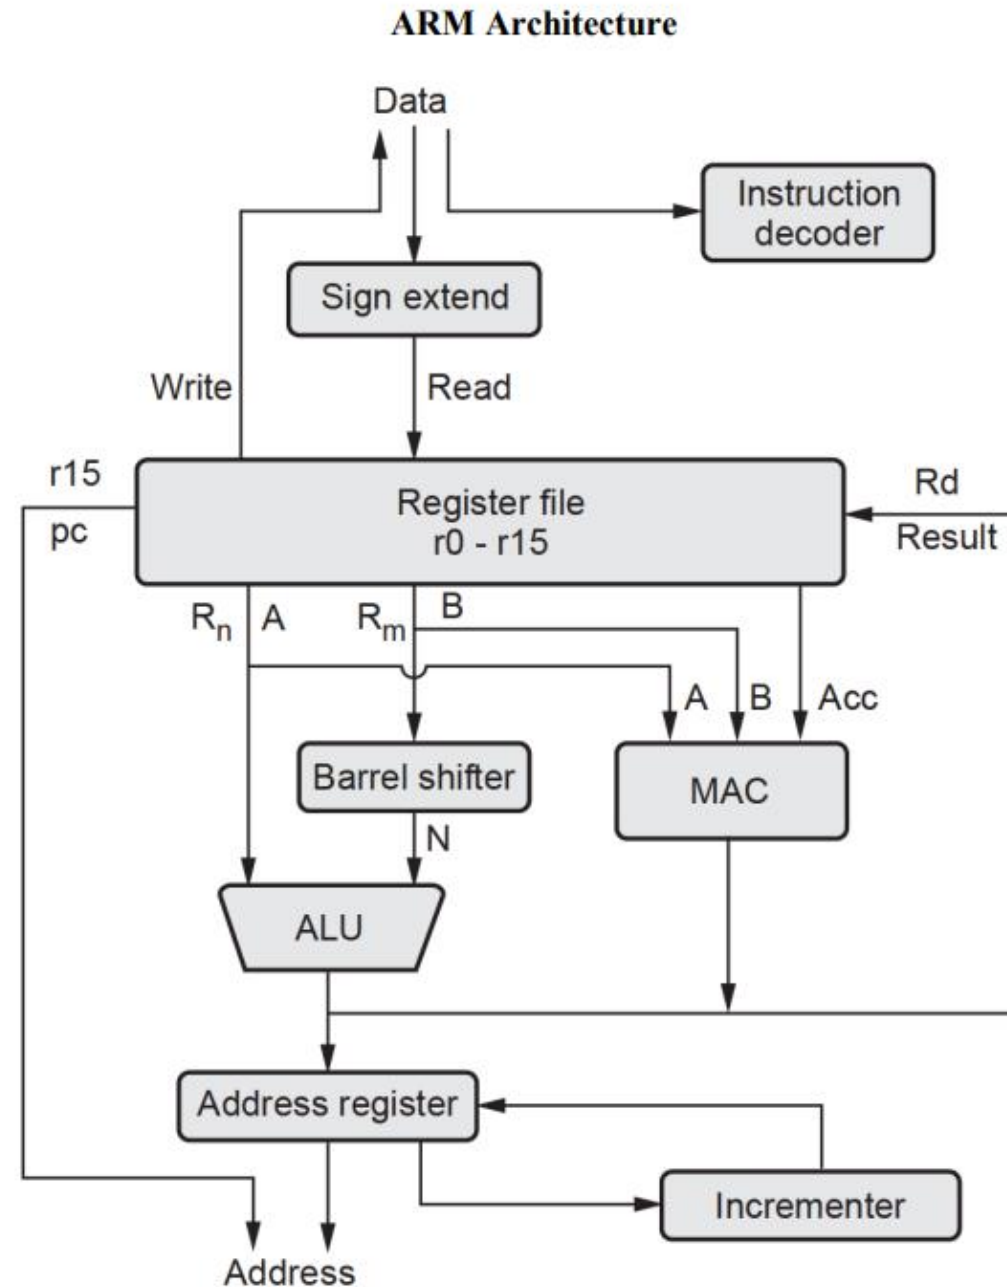 ARM Architecture
Data
Instruction
decoder
Sign extend
Write
Read
r15
pc
Register file
r0 - r15
Rd
Result
Rn
A
Rm
B
A
B
Acc
Barrel shifter
MAC
N
ALU
Address register
Incrementer
Address